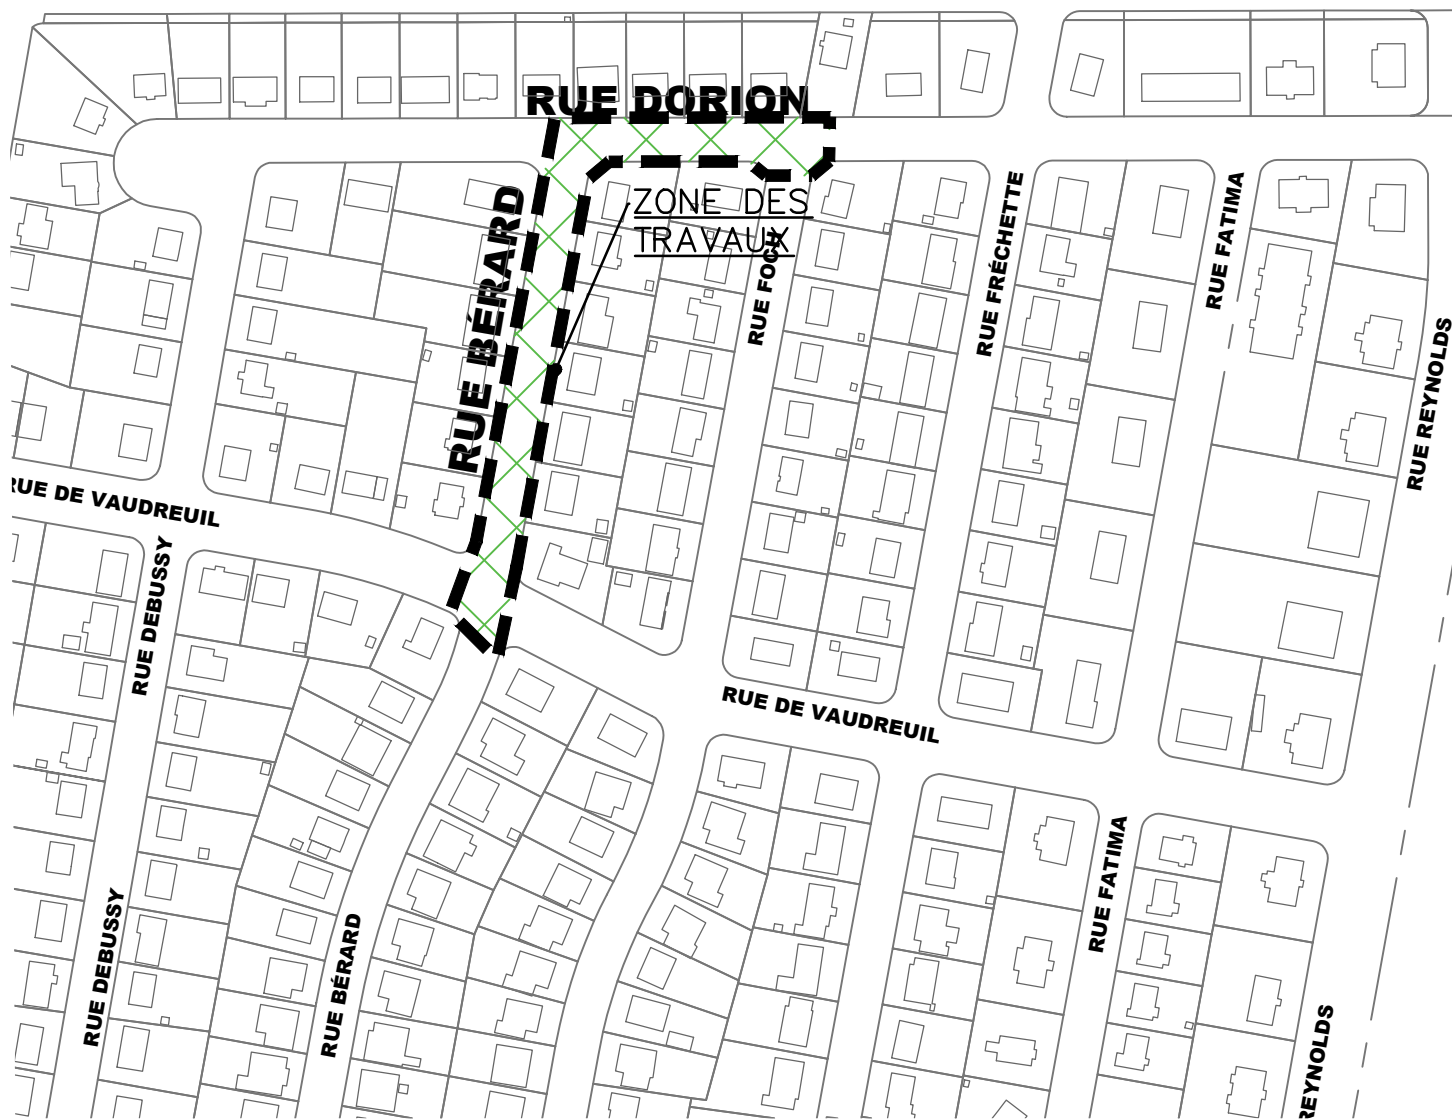 RUE DORION
RUE BÉRARD
ZONE DES
TRAVAUX
RUE FOCH
RUE FRÉCHETTE
RUE FATIMA
RUE REYNOLDS
RUE DE VAUDREUIL
RUE DEBUSSY
RUE DE VAUDREUIL
RUE FATIMA
RUE DEBUSSY
RUE BÉRARD
REYNOLDS